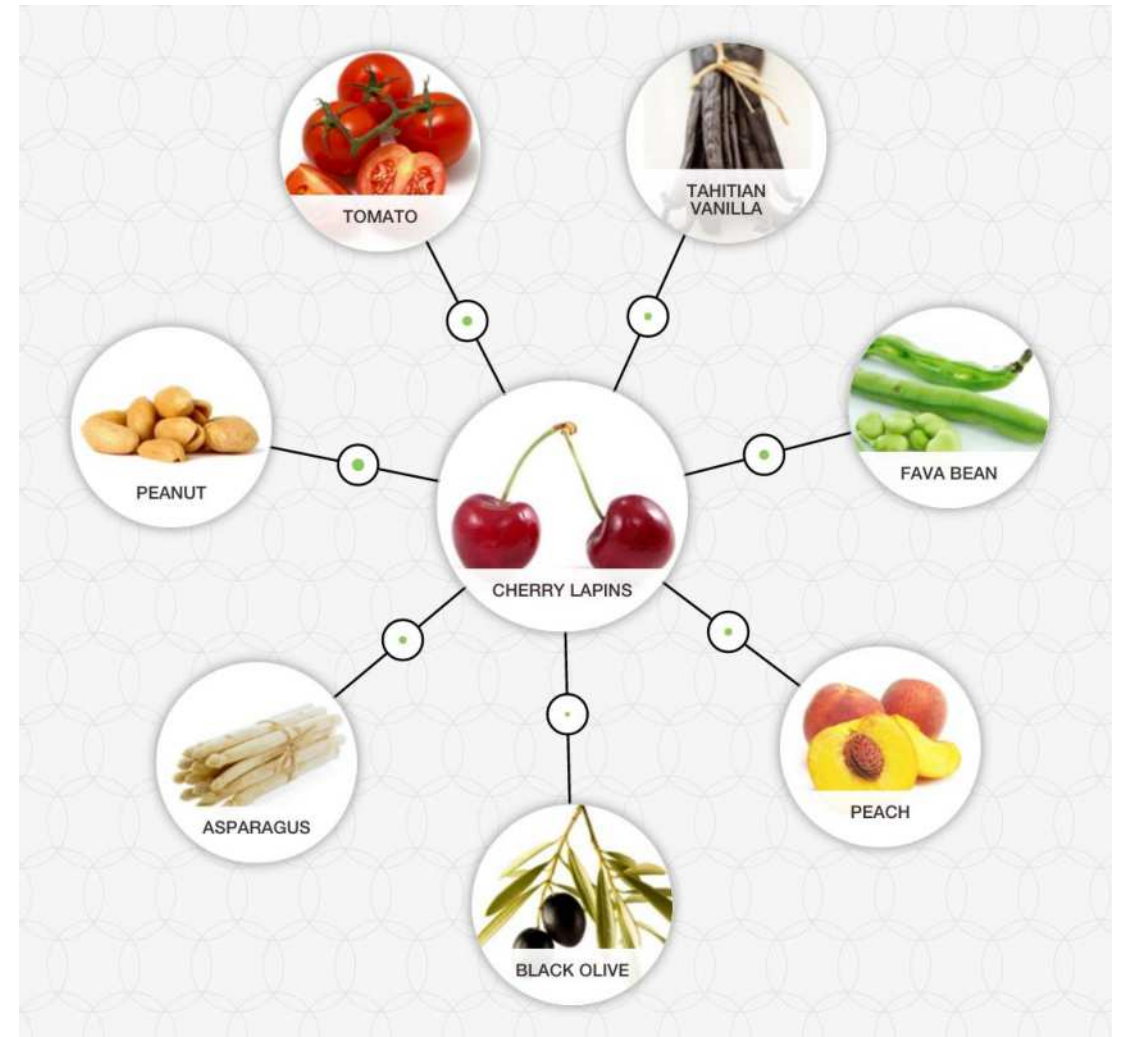 TOMATO
TAHITIAN
VANILLA
PEANUT
FAVA BEAN
CHERRY LAPINS
ASPARAGUS
PEACH
BLACK OLIVE